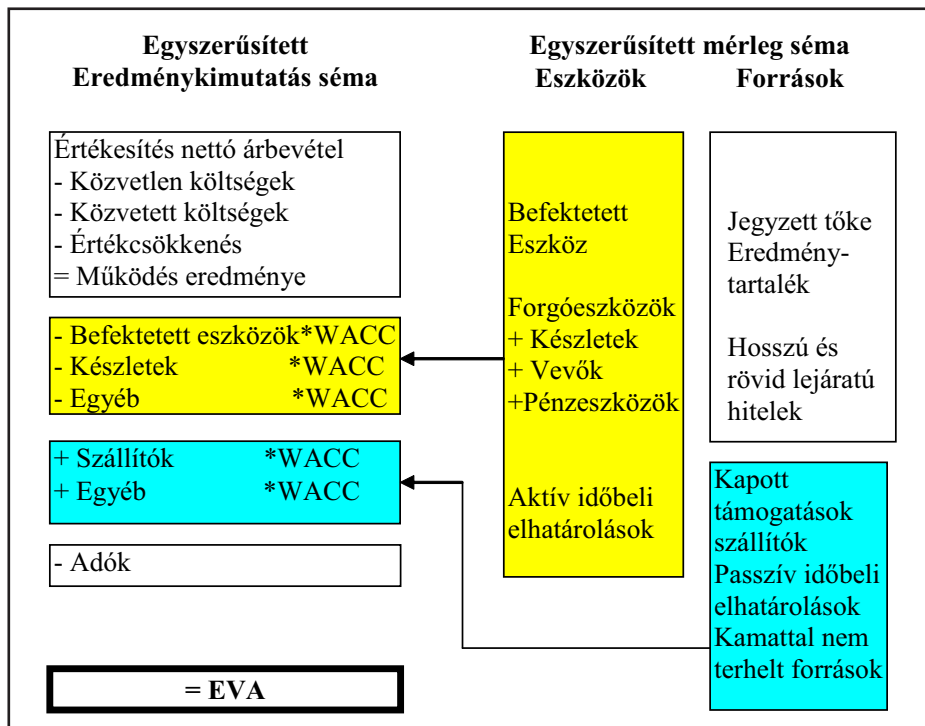 Egyszerűsített
Eredménykimutatás séma
Egyszerűsített mérleg séma
Eszközök Források
Értékesítés nettó árbevétel
- Közvetlen költségek
- Közvetett költségek
- Értékcsökkenés
= Működés eredménye
- Befektetett eszközök*WACC
- Készletek *WACC
- Egyéb *WACC
+ Szállítók *WACC
+ Egyéb *WACC
- Adók
= EVA
Befektetett
Eszköz
Forgóeszközök
+ Készletek
+ Vevők
+Pénzeszközök
Aktív időbeli
elhatárolások
Jegyzett tőke
Eredmény-
tartalék
Hosszú és
rövid lejáratú
hitelek
Kapott
támogatások
szállítók
Passzív időbeli
elhatárolások
Kamattal nem
terhelt források